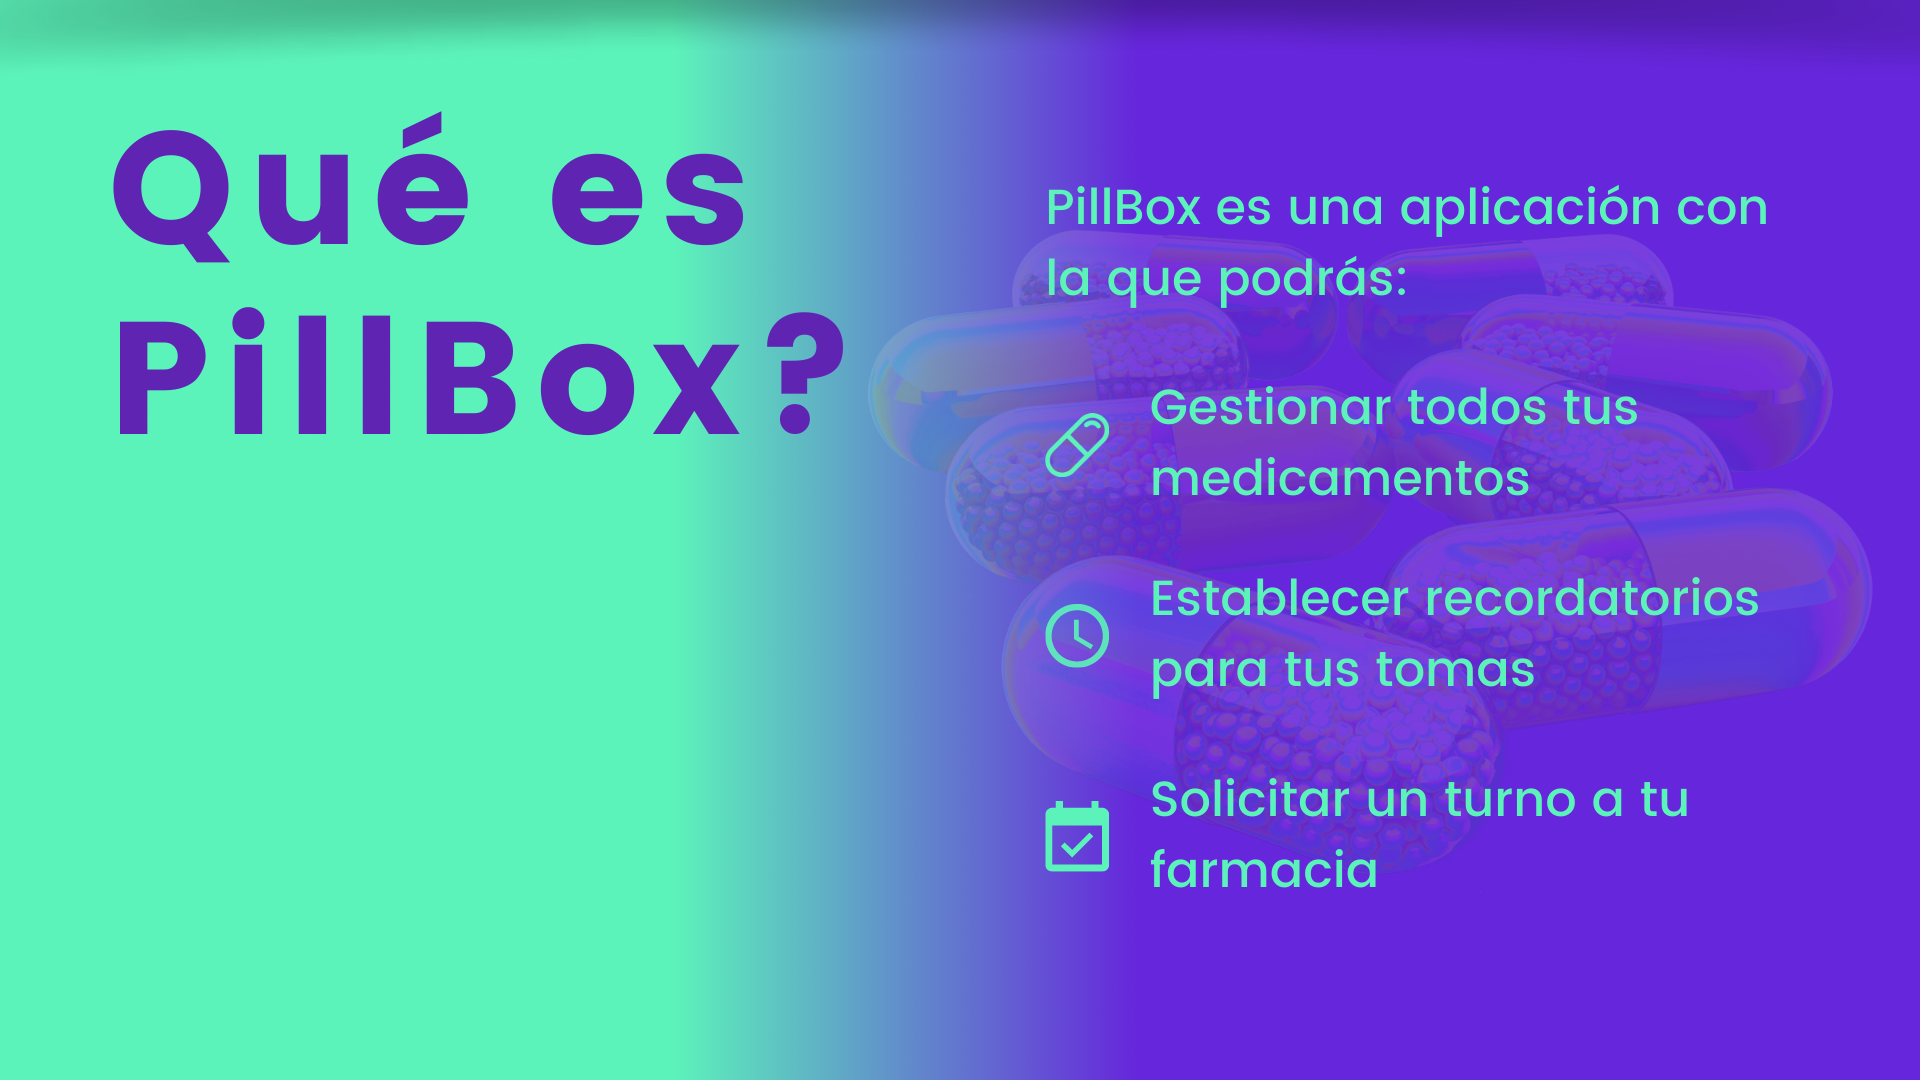 Qué es
PillBox?
PillBox es una aplicación con
la que podrás:
Gestionar todos tus
medicamentos
Establecer recordatorios
para tus tomas
Solicitar un turno a tu
farmacia